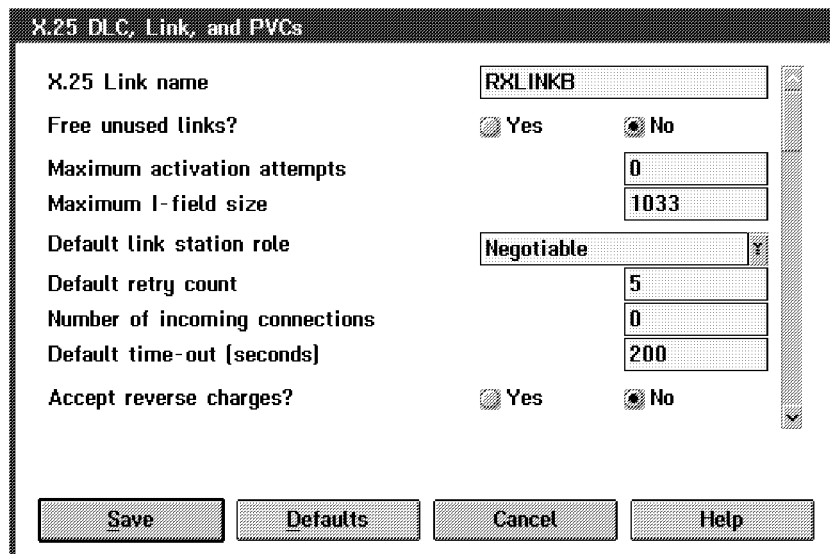 X.25 DLC, Link, and PVCs
X.25 Link name RXLINKB
Free unused links? Yes No
Maximum activation attempts 0
Maximum I-field size 1033
Default link station role Negotiable
Default retry count 5
Number of incoming connections 0
Default time-out (seconds) 200
Accept reverse charges? Yes No
Save Defaults Cancel Help